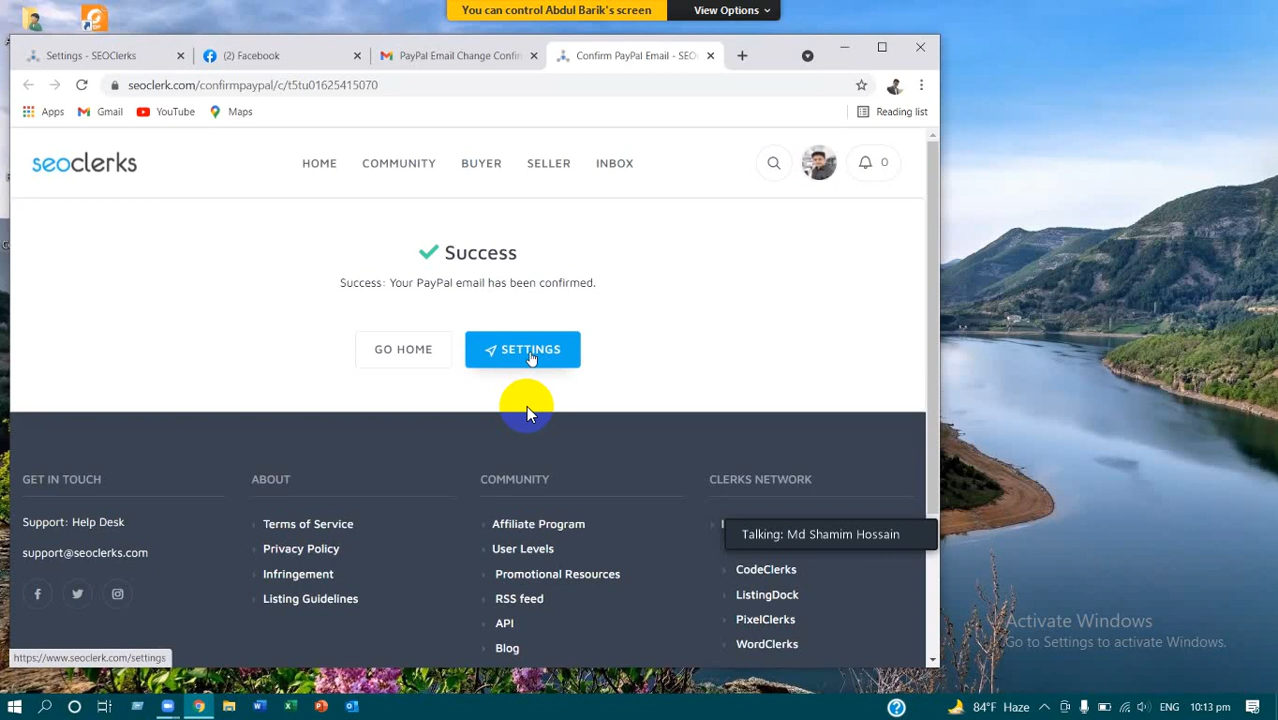 You can control Abdul Barik's screen
View Options
Settings - SEOClerks
(2) Facebook
PayPal Email Change Confir
Confirm PayPal Email - SEO
seoclerk.com/confirmpaypal/c/t5tu01625415070
Apps
Gmail
YouTube
Maps
Reading list
seoclerks
HOME
COMMUNITY
BUYER
SELLER
INBOX
0
Success
Success: Your PayPal email has been confirmed.
GO HOME
SETTINGS
GET IN TOUCH
Support: Help Desk
support@seoclerks.com
ABOUT
Terms of Service
Privacy Policy
Infringement
Listing Guidelines
COMMUNITY
Affiliate Program
User Levels
Promotional Resources
RSS feed
API
Blog
CLERKS NETWORK
Talking: Md Shamim Hossain
CodeClerks
ListingDock
PixelClerks
WordClerks
Activate Windows
Go to Settings to activate Windows.
https://www.seoclerk.com/settings
84°F Haze
ENG
10:13 pm